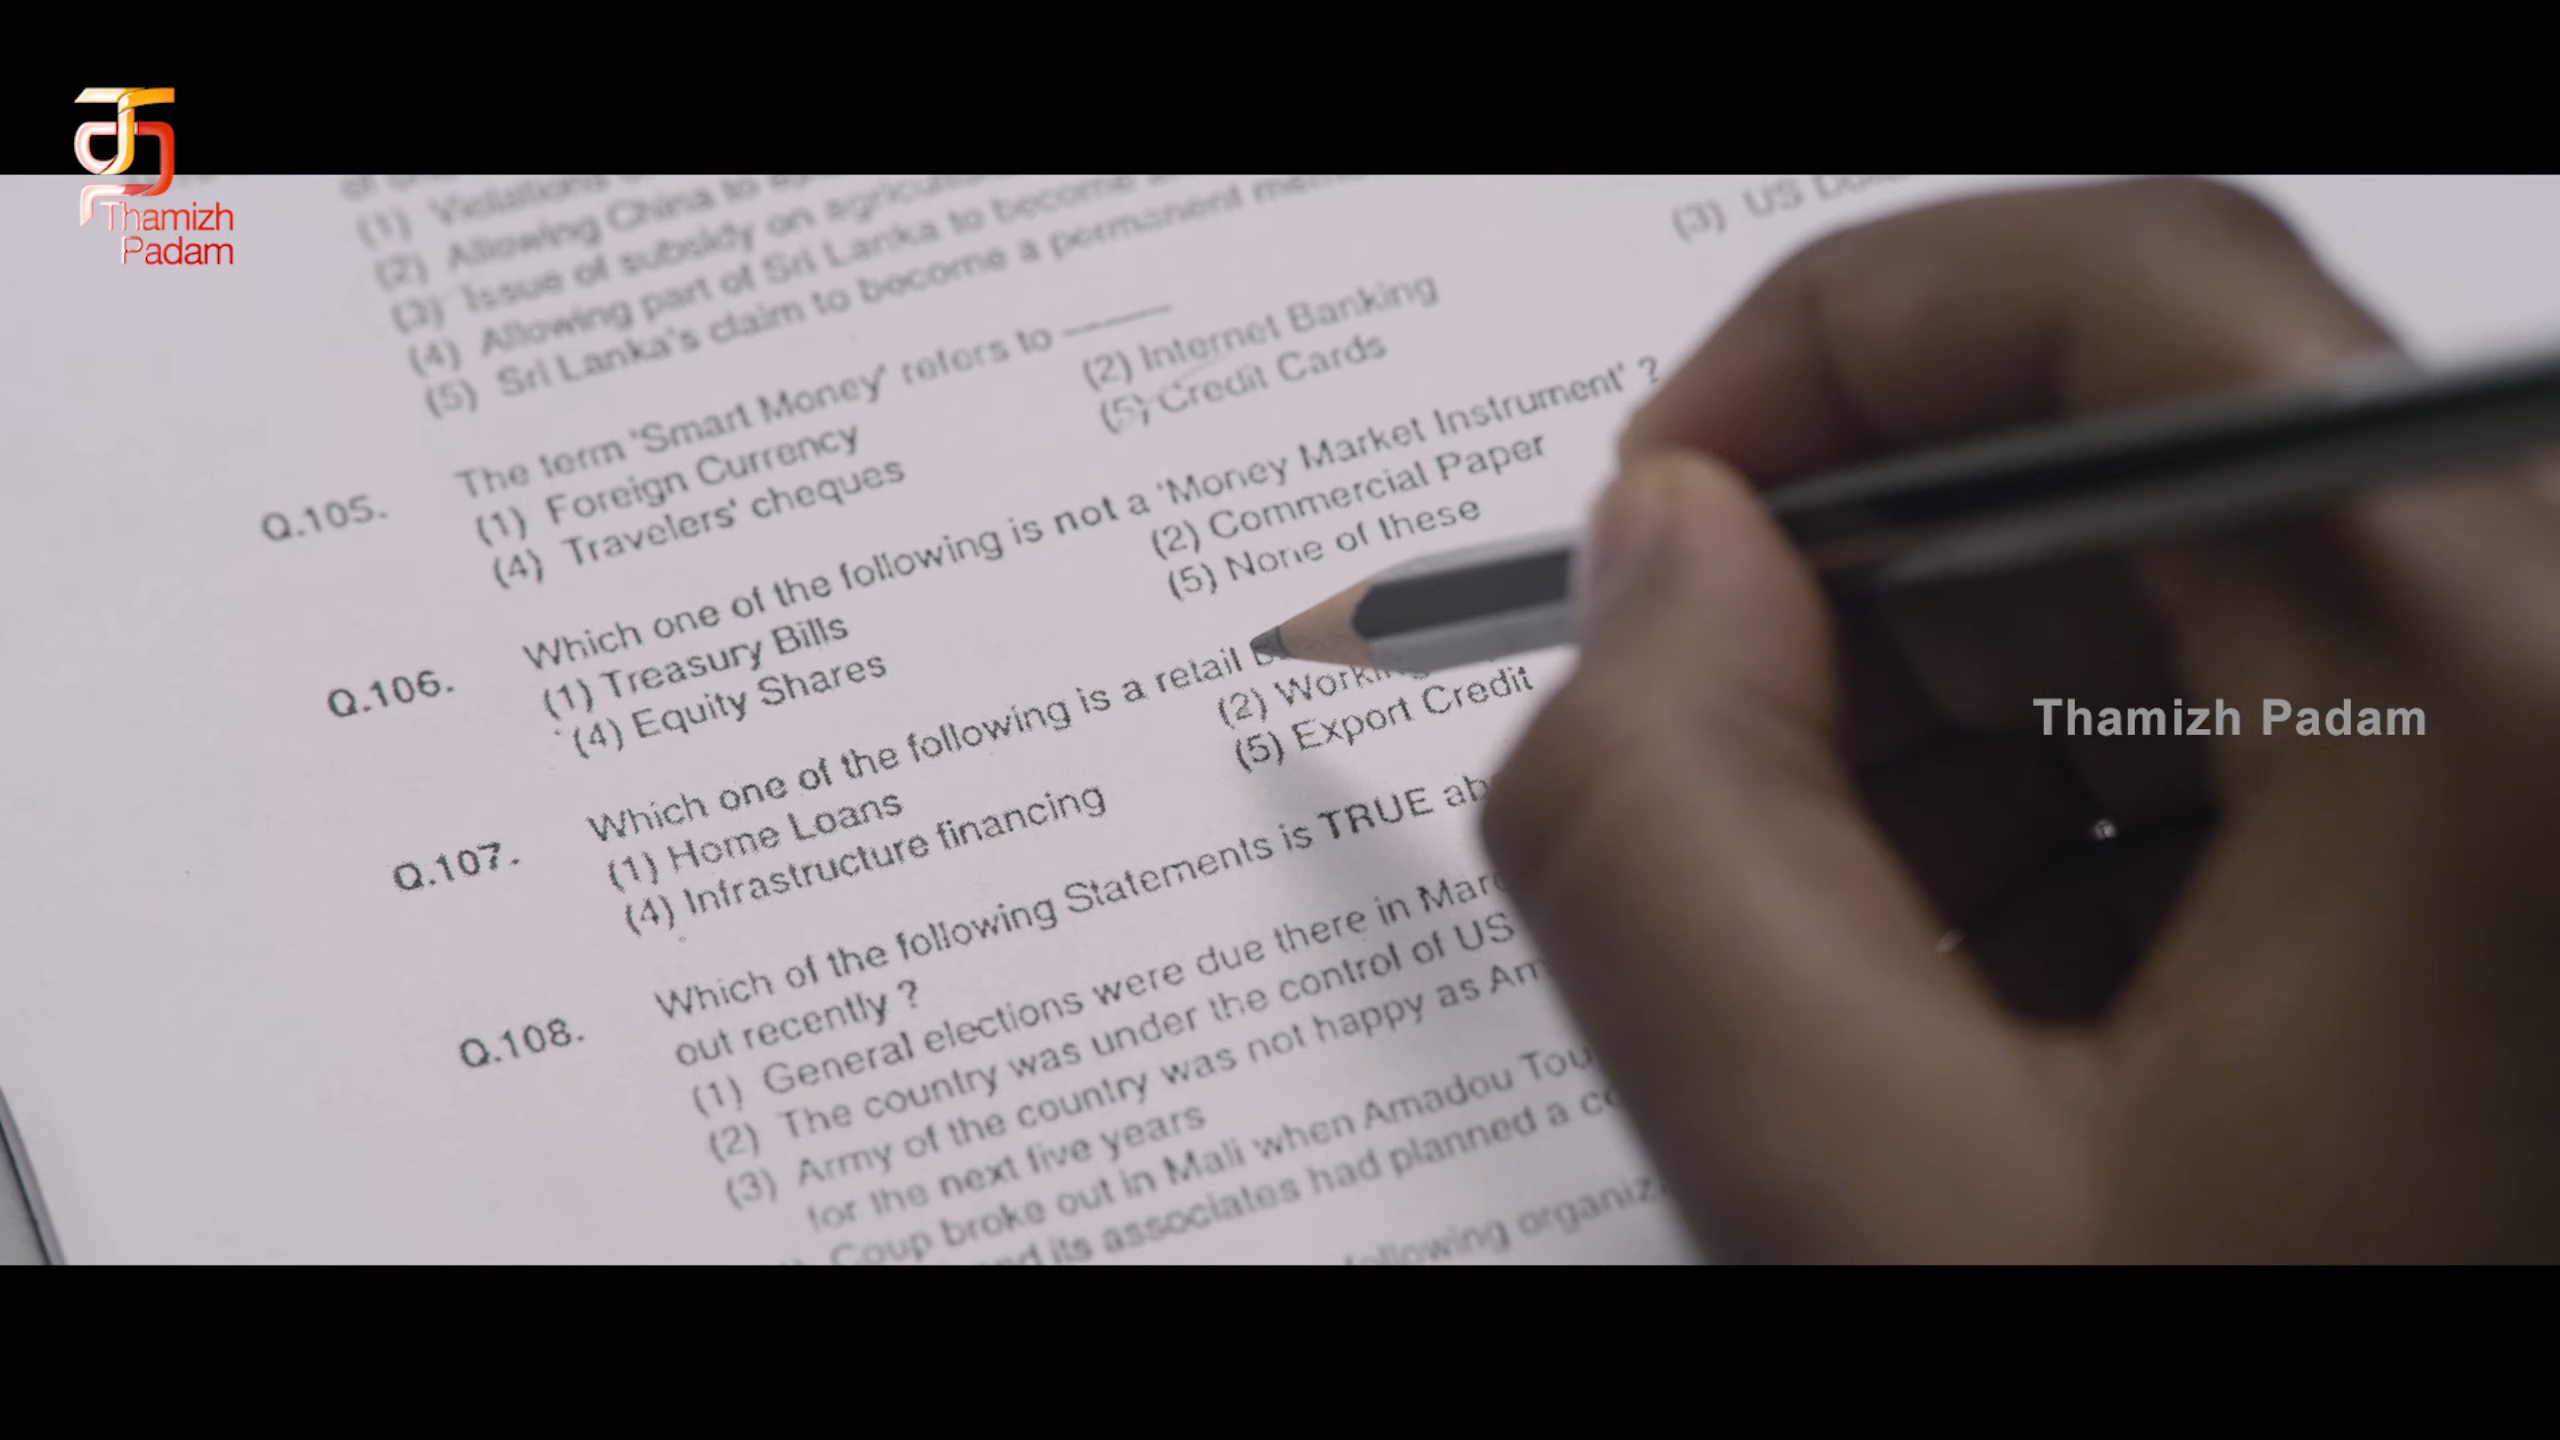 Thamizh
Padam
(1) Violations
(2) Allowing China to
(3) Issue of subsidy on
(4) Allowing part of Sri Lanka to become
(5) Sri Lanka's claim to become a permanent
(3) US
Q.105. The term 'Smart Money' refers to _____
(1) Foreign Currency (2) Internet Banking
(4) Travelers' cheques (5) Credit Cards
Q.106. Which one of the following is not a 'Money Market Instrument' ?
(1) Treasury Bills (2) Commercial Paper
(4) Equity Shares (5) None of these
Q.107. Which one of the following is a retail
(1) Home Loans (2)
(4) Infrastructure financing (5) Export Credit
Q.108. Which of the following Statements is TRUE
out recently ?
(1) General elections were due there in
(2) The country was under the control of US
(3) Army of the country was not happy as
for the next five years
Coup broke out in Mali when Amadou
its associates had planned a
following
Thamizh Padam